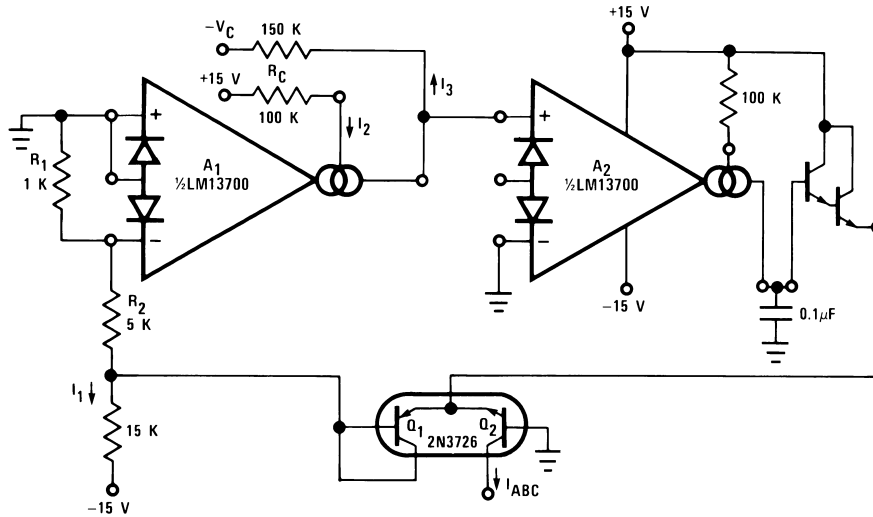 −V_C
150 K
+15 V
R_C
100 K
I_2
I_3
R_1
1 K
+
A_1
½LM13700
−
R_2
5 K
I_1
15 K
−15 V
+15 V
100 K
+
A_2
½LM13700
−
−15 V
0.1μF
Q_1
Q_2
2N3726
I_ABC